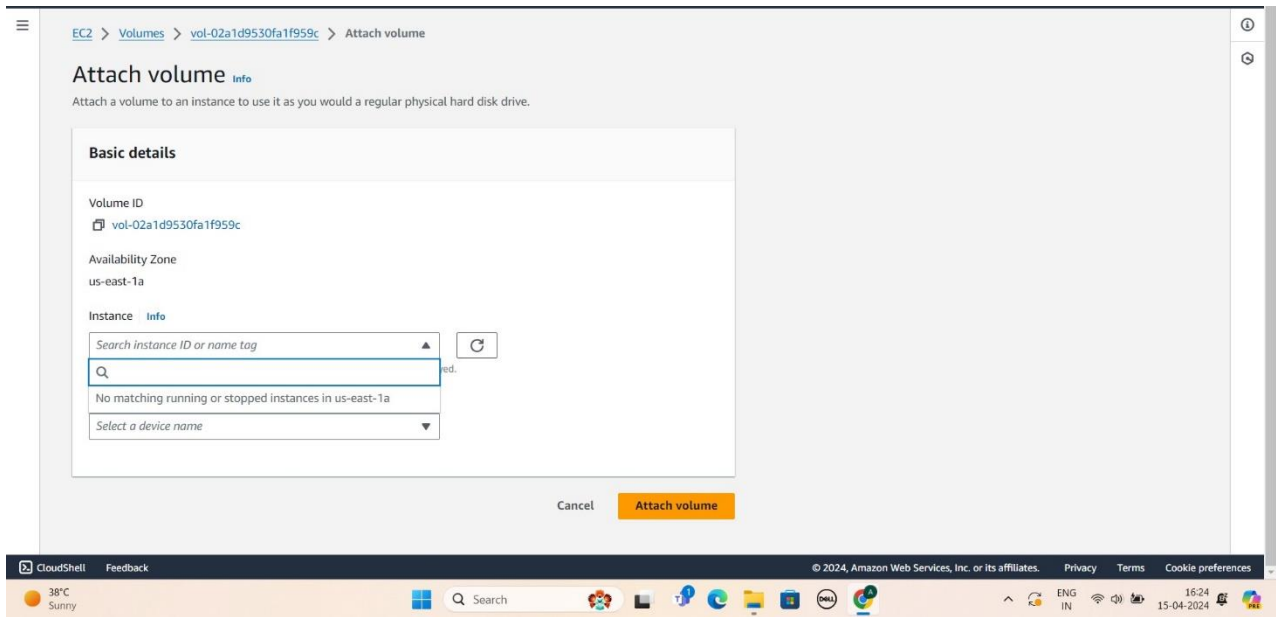 EC2 > Volumes > vol-02a1d9530fa1f959c > Attach volume
Attach volume Info
Attach a volume to an instance to use it as you would a regular physical hard disk drive.
Basic details
Volume ID
vol-02a1d9530fa1f959c
Availability Zone
us-east-1a
Instance Info
Search instance ID or name tag
ved.
No matching running or stopped instances in us-east-1a
Select a device name
Cancel Attach volume
CloudShell Feedback © 2024, Amazon Web Services, Inc. or its affiliates. Privacy Terms Cookie preferences
38°C
Sunny
Search
DELL
ENG
IN
16:24
15-04-2024
PRE